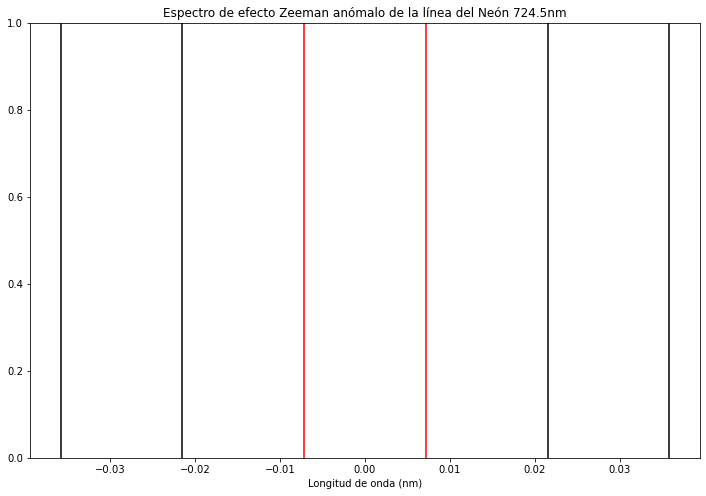 Espectro de efecto Zeeman anómalo de la línea del Neón 724.5nm
1.0
0.8
0.6
0.4
0.2
0.0
−0.03 −0.02 −0.01 0.00 0.01 0.02 0.03
Longitud de onda (nm)